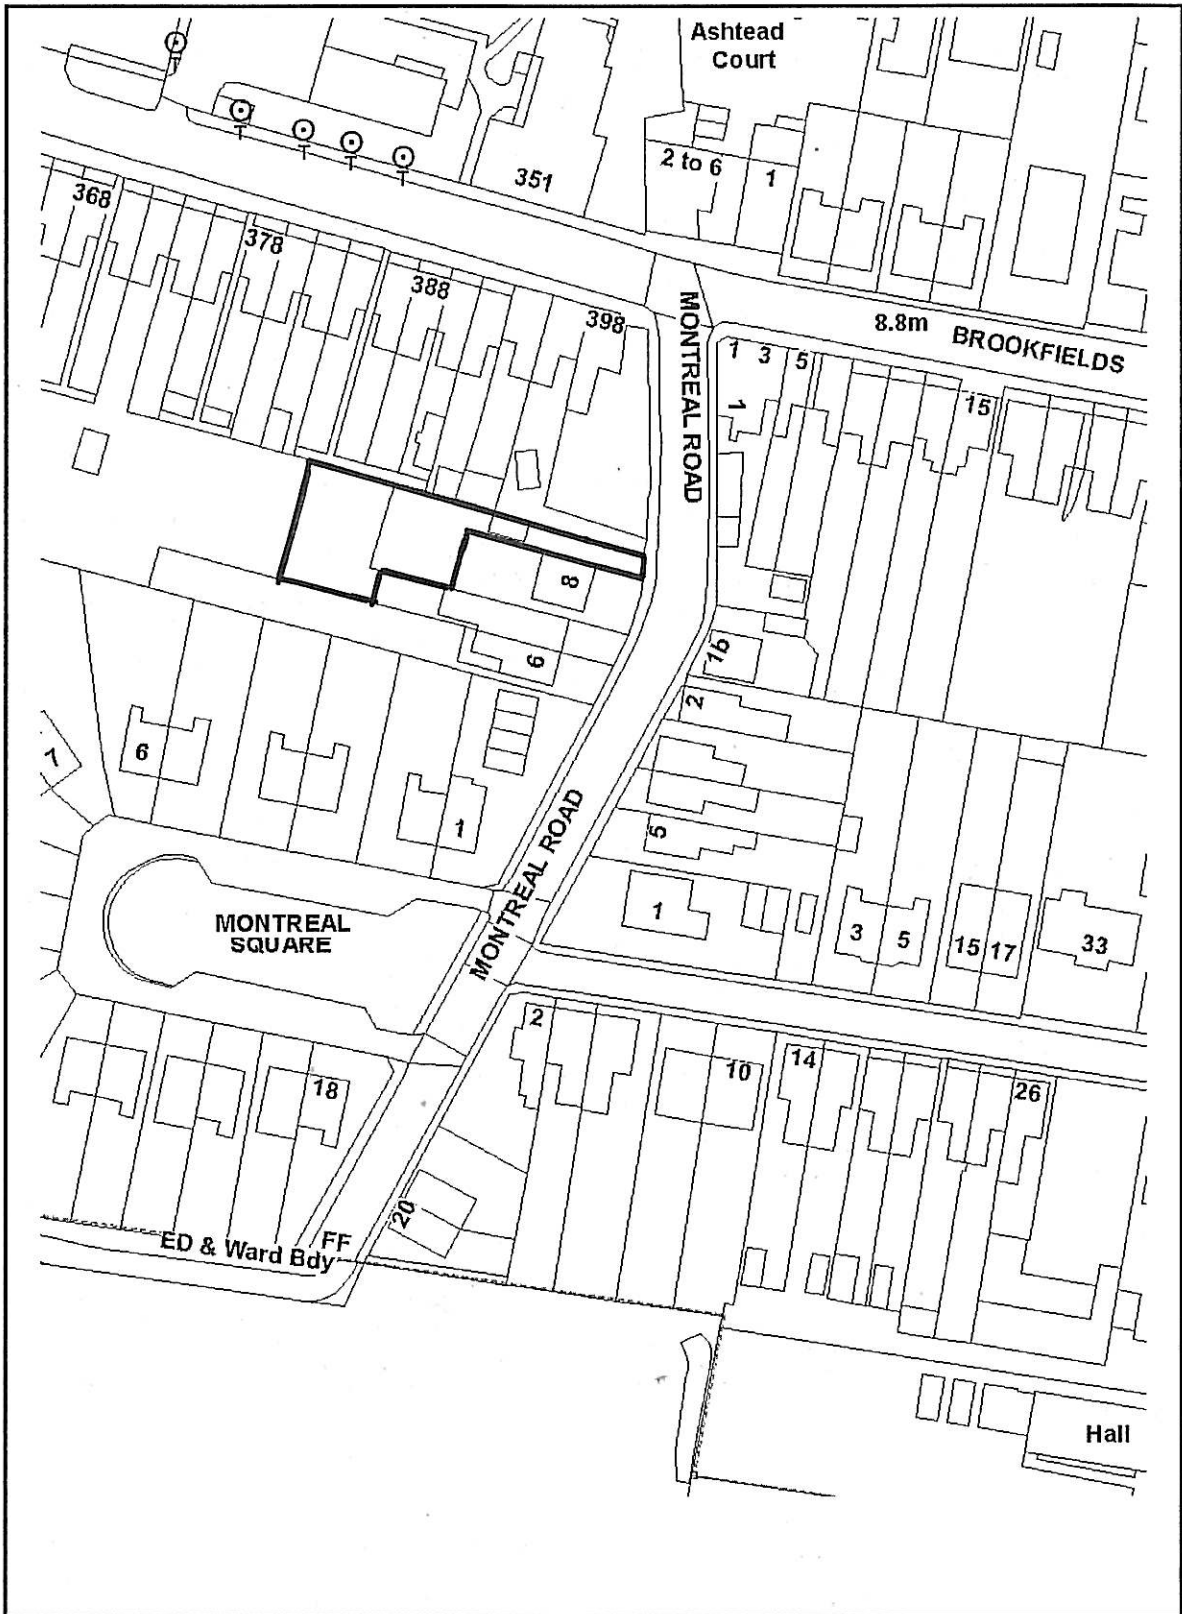 Ashtead
Court
351
2 to 6
1
368
378
388
398
MONTREAL ROAD
8.8m
BROOKFIELDS
1
3
5
1
15
8
6
1b
2
7
6
1
5
MONTREAL ROAD
MONTREAL
SQUARE
1
3
5
15
17
33
2
10
14
26
18
20
ED & Ward Bdy
FF
Hall